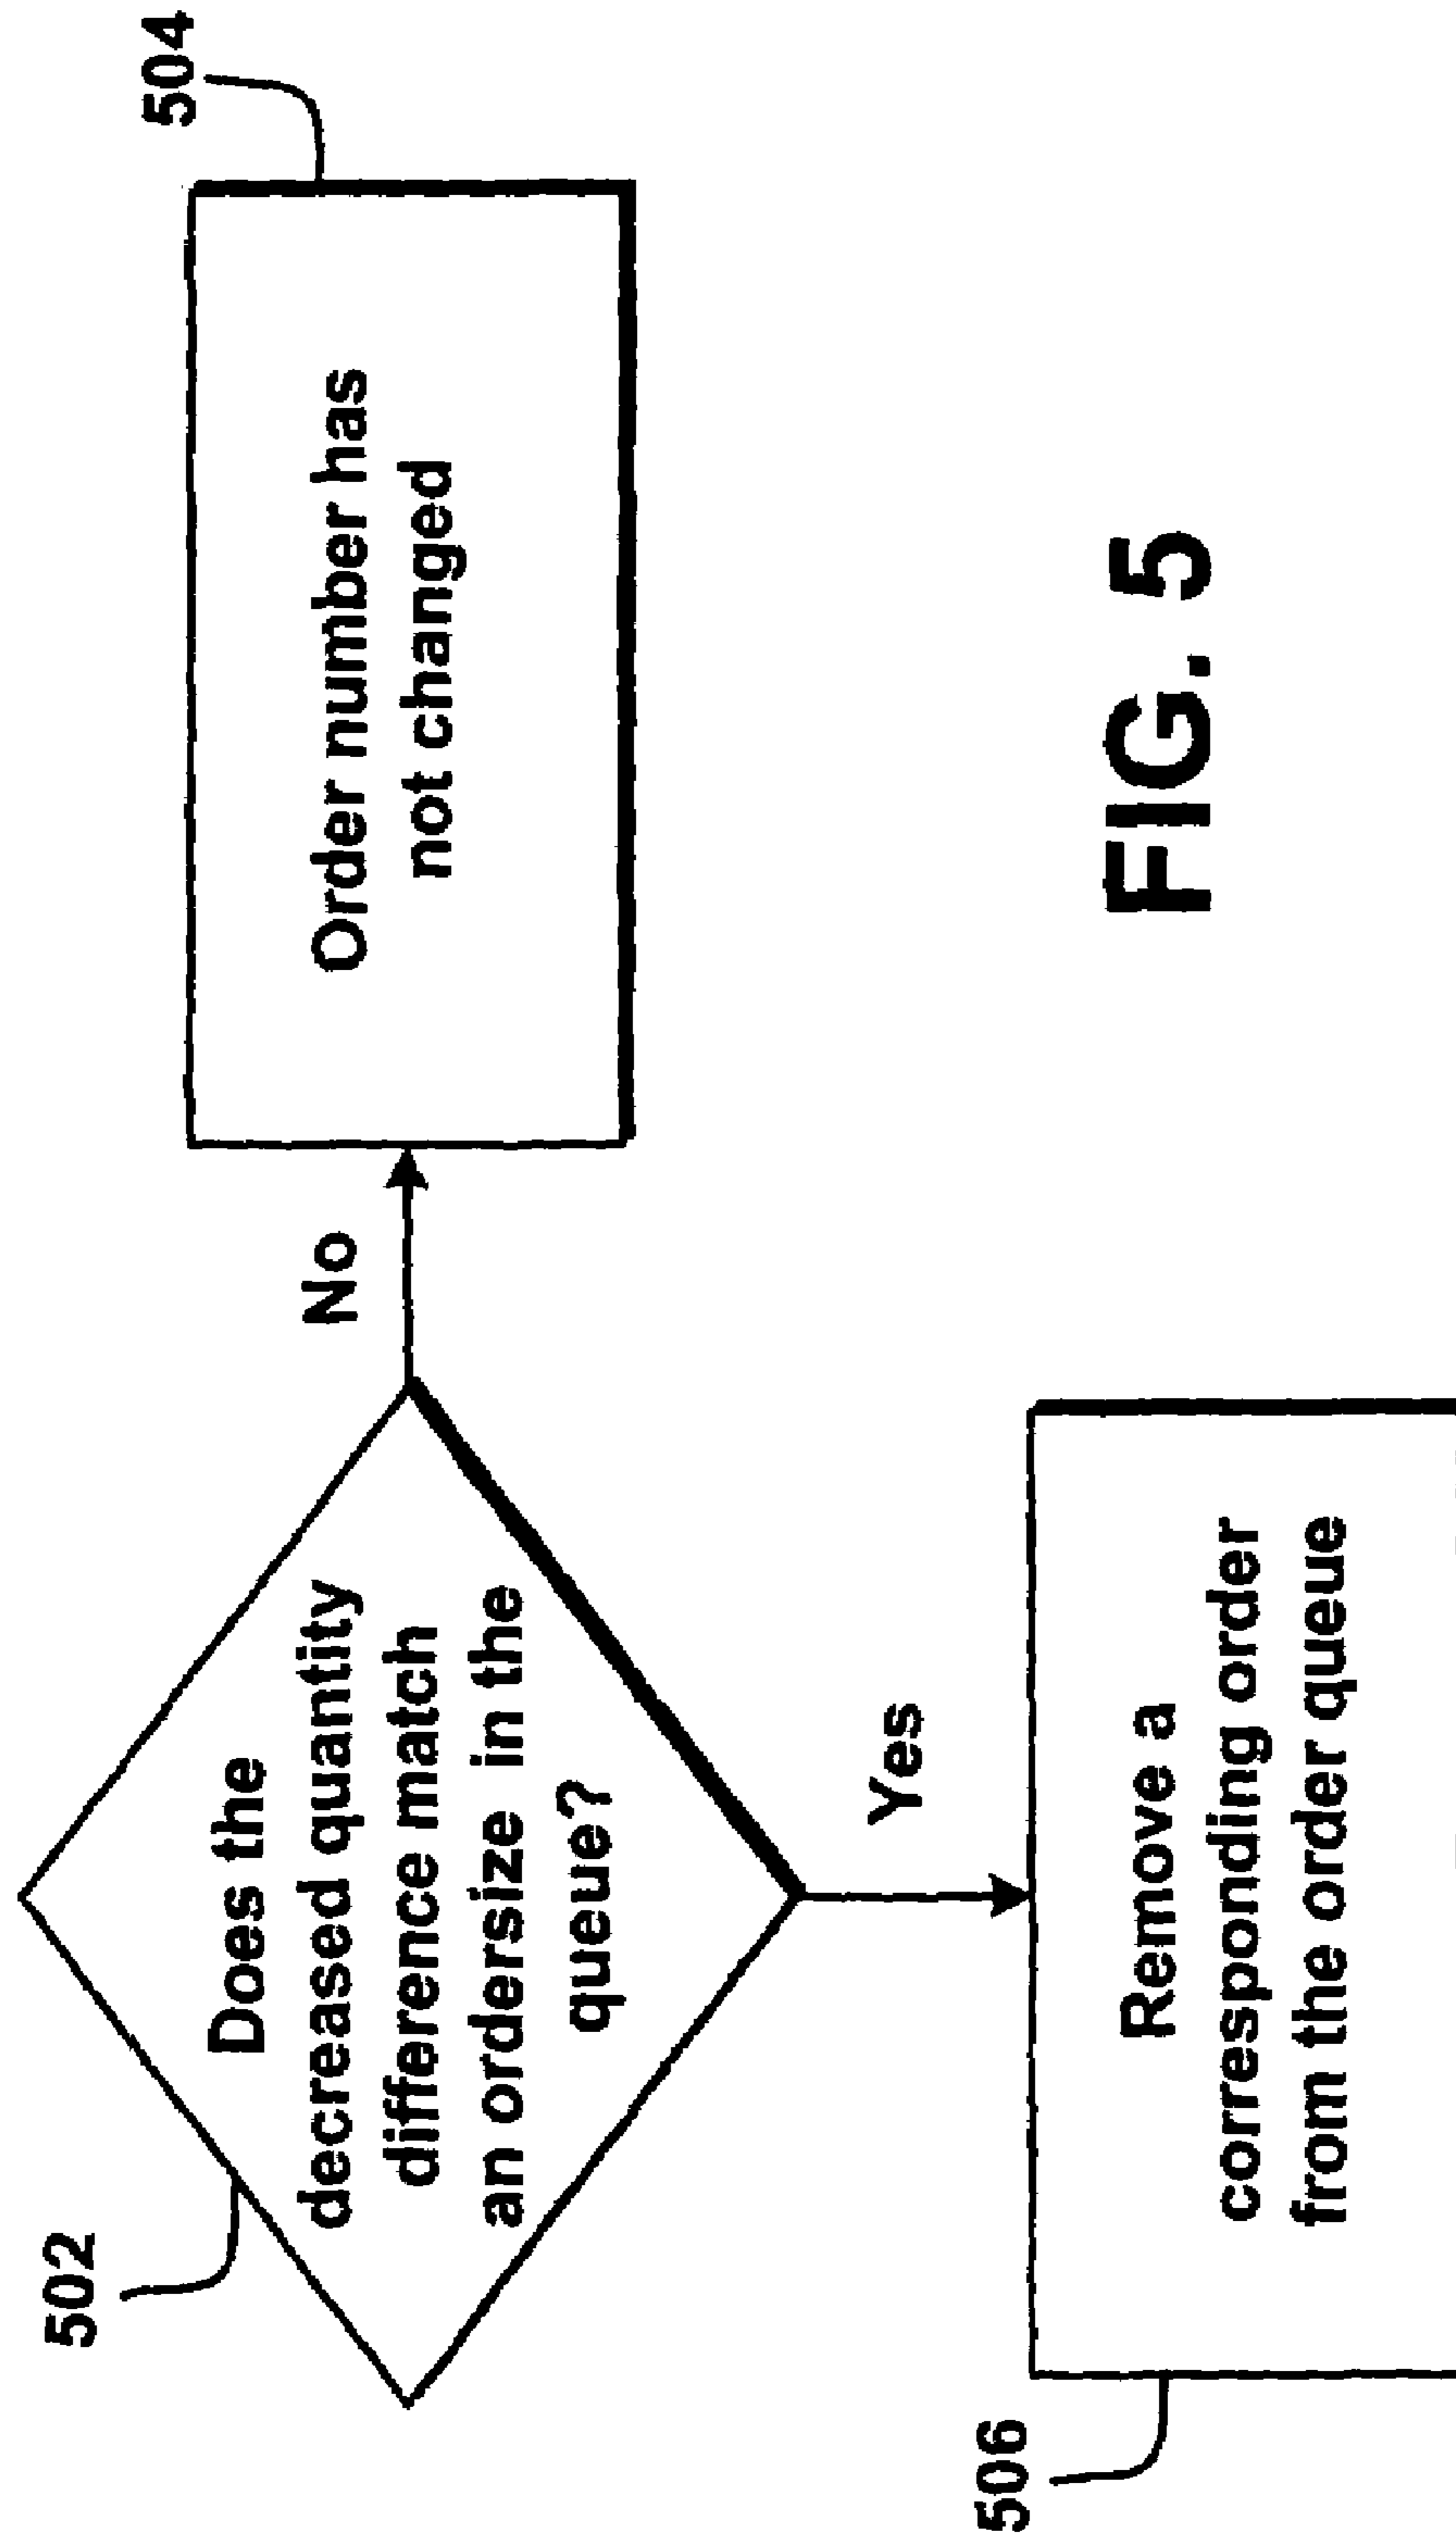 502
Does the
decreased quantity
difference match
an ordersize in the
queue?
No
504
Order number has
not changed
Yes
506
Remove a
corresponding order
from the order queue
FIG. 5